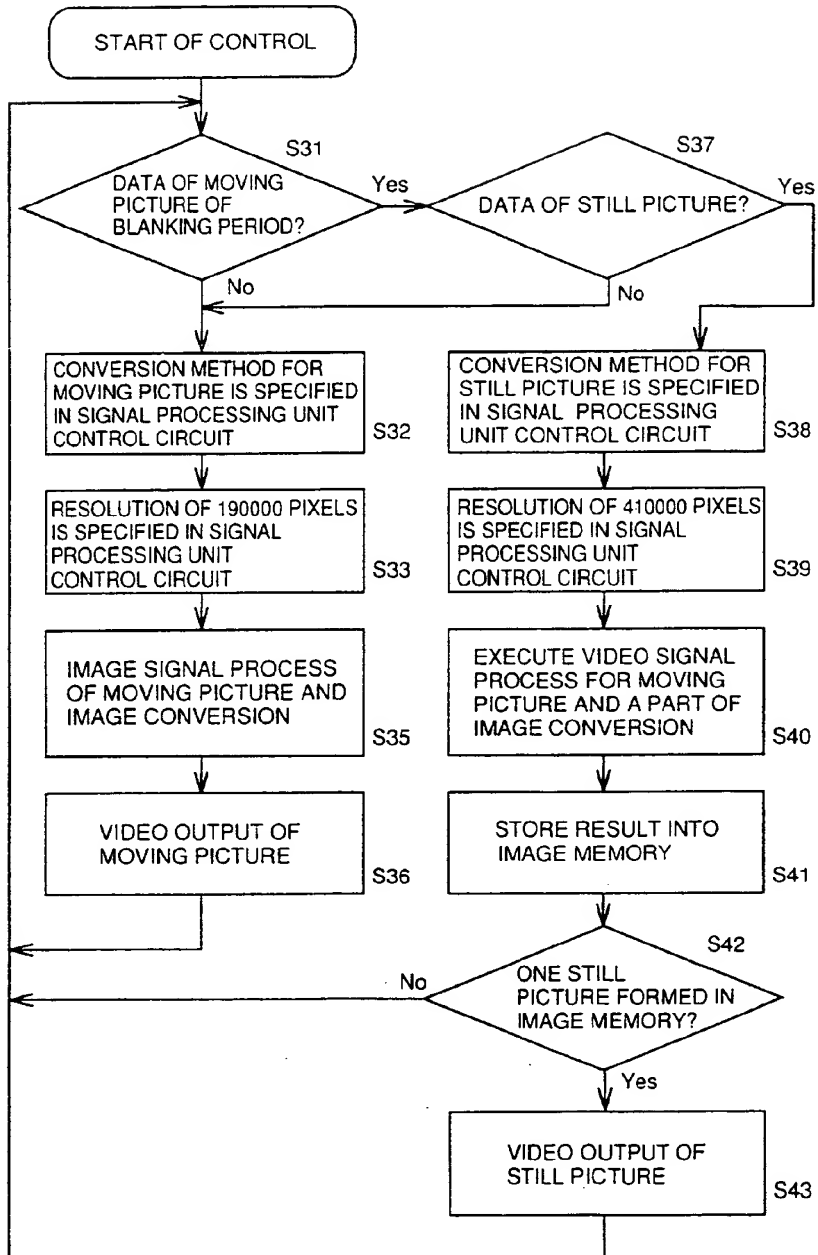 START OF CONTROL
S31
DATA OF MOVING
PICTURE OF
BLANKING PERIOD?
Yes
No
S37
DATA OF STILL PICTURE?
Yes
No
CONVERSION METHOD FOR
MOVING PICTURE IS SPECIFIED
IN SIGNAL PROCESSING UNIT
CONTROL CIRCUIT
S32
CONVERSION METHOD FOR
STILL PICTURE IS SPECIFIED
IN SIGNAL PROCESSING
UNIT CONTROL CIRCUIT
S38
RESOLUTION OF 190000 PIXELS
IS SPECIFIED IN SIGNAL
PROCESSING UNIT
CONTROL CIRCUIT
S33
RESOLUTION OF 410000 PIXELS
IS SPECIFIED IN SIGNAL
PROCESSING UNIT
CONTROL CIRCUIT
S39
IMAGE SIGNAL PROCESS
OF MOVING PICTURE AND
IMAGE CONVERSION
S35
EXECUTE VIDEO SIGNAL
PROCESS FOR MOVING
PICTURE AND A PART OF
IMAGE CONVERSION
S40
VIDEO OUTPUT OF
MOVING PICTURE
S36
STORE RESULT INTO
IMAGE MEMORY
S41
S42
No
ONE STILL
PICTURE FORMED IN
IMAGE MEMORY?
Yes
VIDEO OUTPUT OF
STILL PICTURE
S43